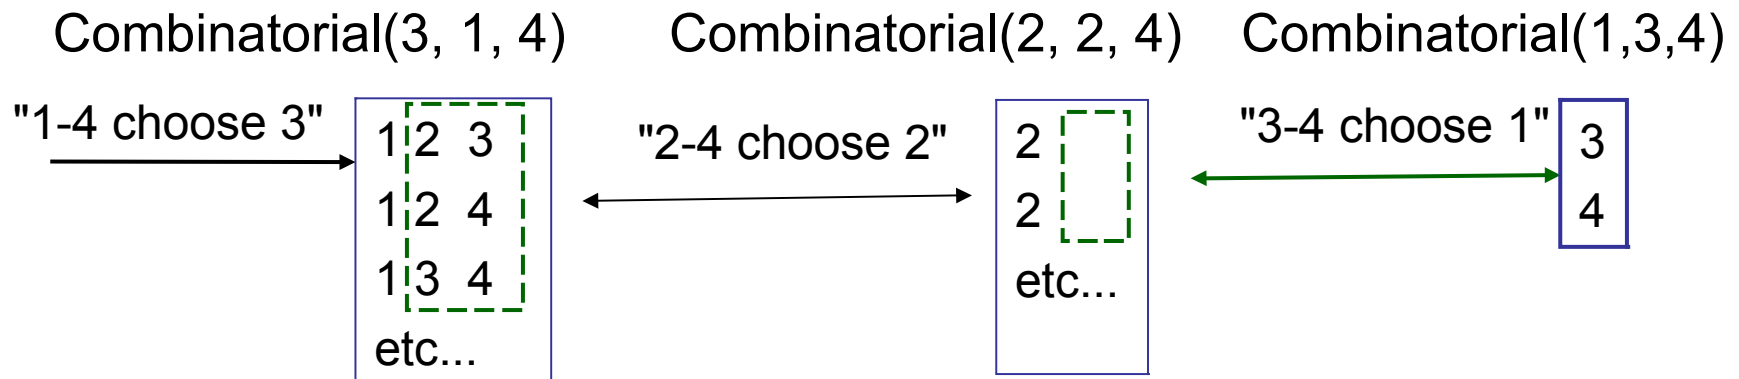 Combinatorial(3, 1, 4)
Combinatorial(2, 2, 4)
Combinatorial(1,3,4)
"1-4 choose 3"
1 2 3
1 2 4
1 3 4
etc...
"2-4 choose 2"
2
2
etc...
"3-4 choose 1"
3
4